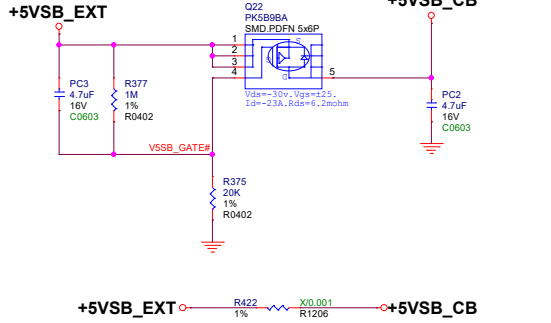 +5VSB_EXT
Q22
PK5B9BA
SMD.PDFN 5x6P
+5VSB_CB
1
2
3
4
5
S
G
D
Vds=-30v.Vgs=±25.
Id=-23A.Rds=6.2mohm
PC3
4.7uF
16V
C0603
R377
1M
1%
R0402
PC2
4.7uF
16V
C0603
V5SB_GATE#
R375
20K
1%
R0402
+5VSB_EXT
R422
1%
X/0.001
R1206
+5VSB_CB